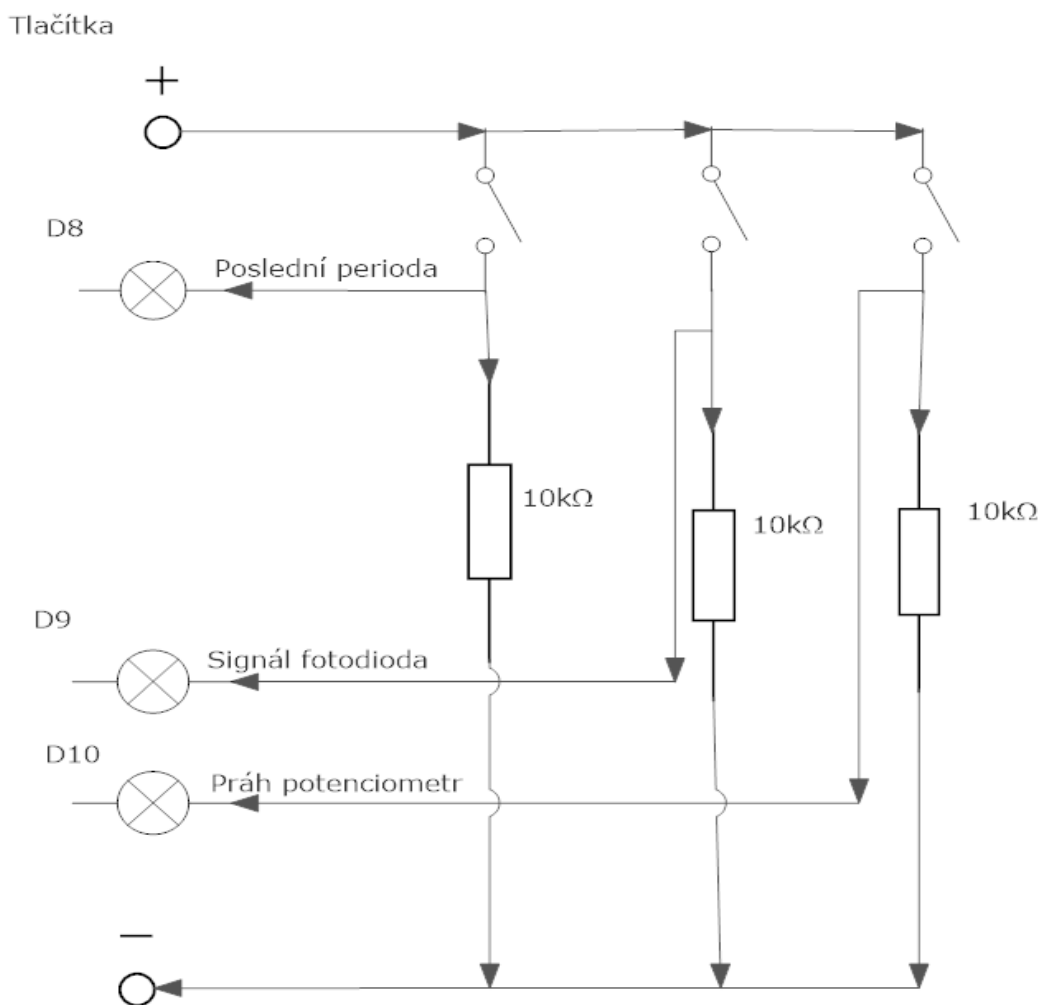 Tlačítka
+
D8
Poslední perioda
10kΩ
10kΩ
10kΩ
D9
Signál fotodioda
D10
Práh potenciometr
−